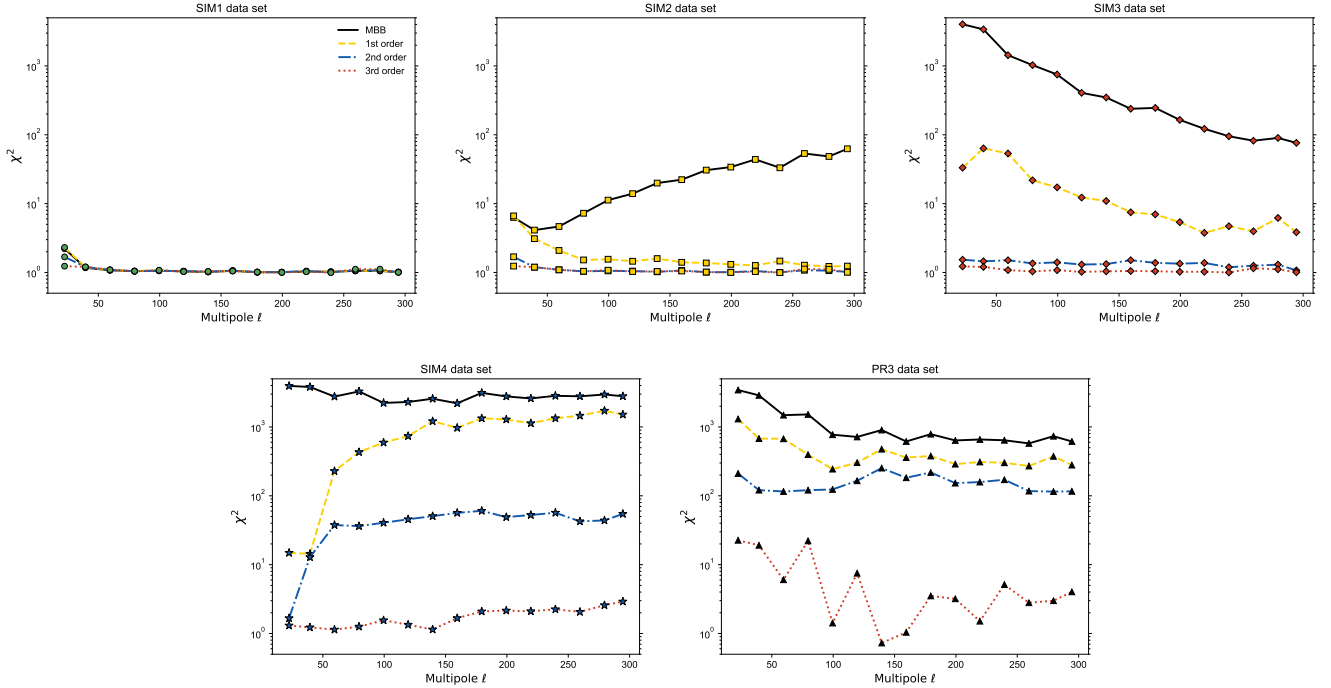 SIM1 data set
SIM2 data set
SIM3 data set
MBB
1st order
2nd order
3rd order
10³
10²
10¹
10⁰
χ²
50 100 150 200 250 300
Multipole ℓ
10³
10²
10¹
10⁰
χ²
50 100 150 200 250 300
Multipole ℓ
10³
10²
10¹
10⁰
χ²
50 100 150 200 250 300
Multipole ℓ
SIM4 data set
PR3 data set
10³
10²
10¹
10⁰
χ²
50 100 150 200 250 300
Multipole ℓ
10³
10²
10¹
10⁰
χ²
50 100 150 200 250 300
Multipole ℓ